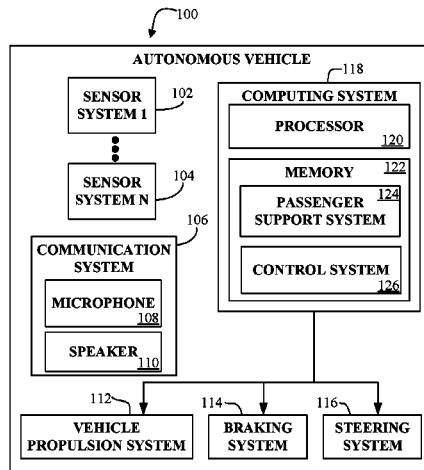 100
AUTONOMOUS VEHICLE
SENSOR
SYSTEM 1
102
SENSOR
SYSTEM N
104
106
COMMUNICATION
SYSTEM
MICROPHONE
108
SPEAKER
110
118
COMPUTING SYSTEM
PROCESSOR
120
MEMORY
122
PASSENGER
SUPPORT SYSTEM
124
CONTROL SYSTEM
126
112
VEHICLE
PROPULSION SYSTEM
114
BRAKING
SYSTEM
116
STEERING
SYSTEM